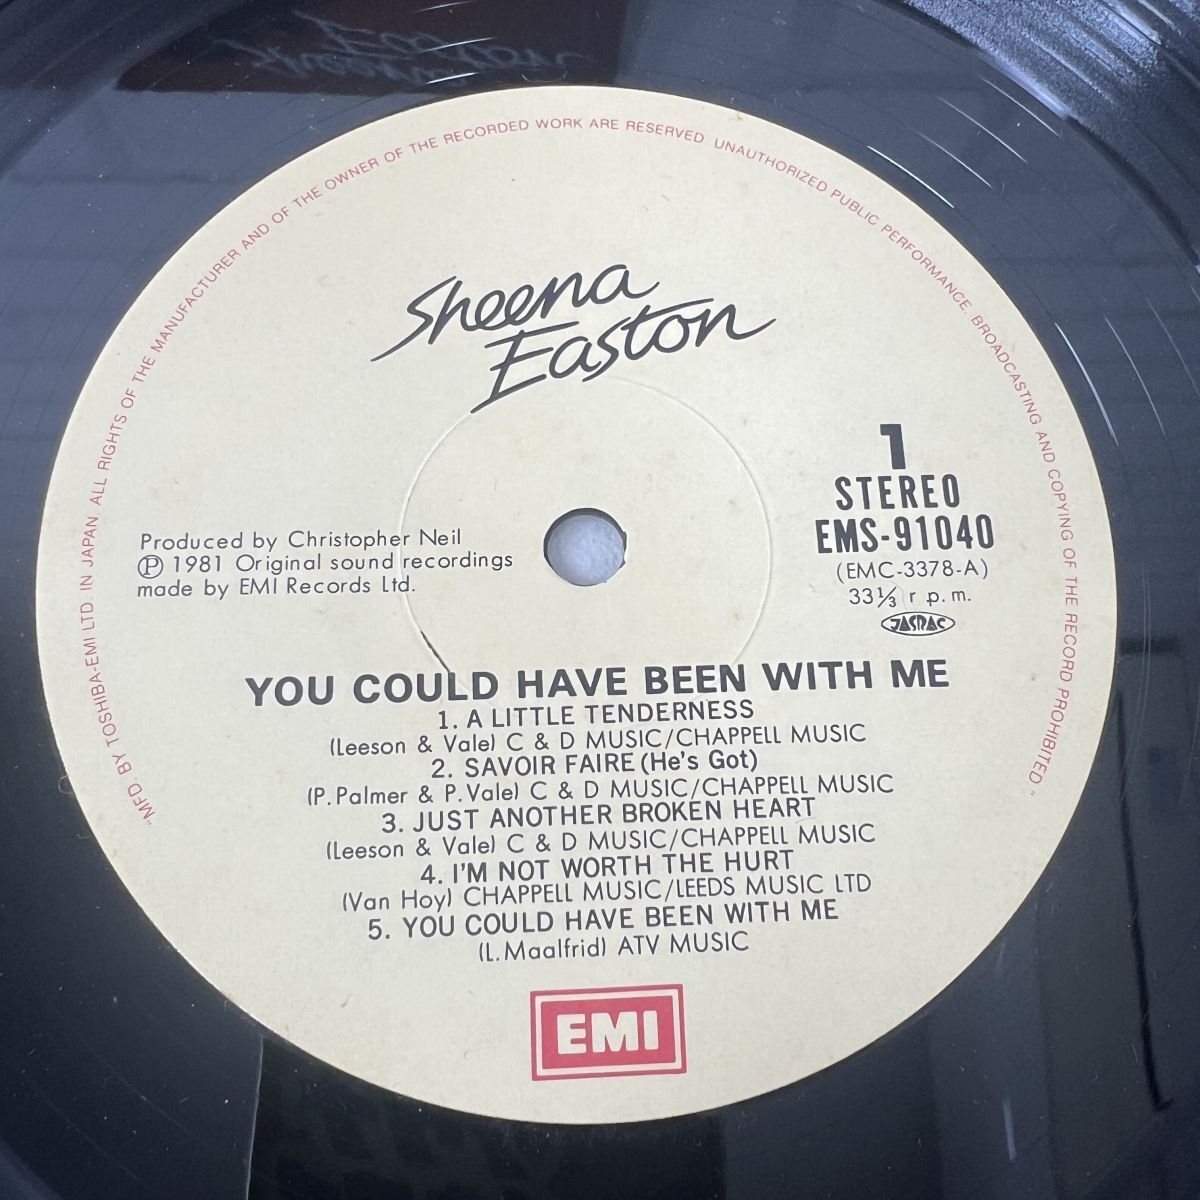 "MFD. BY TOSHIBA-EMI LTD. IN JAPAN. ALL RIGHTS OF THE MANUFACTURER AND OF THE OWNER OF THE RECORDED WORK ARE RESERVED. UNAUTHORIZED PUBLIC PERFORMANCE. BROADCASTING AND COPYING OF THE RECORD PROHIBITED"
Sheena
Easton
1
STEREO
EMS-91040
(EMC-3378-A)
33⅓ r p.m.
JASRAC
Produced by Christopher Neil
Ⓟ 1981 Original sound recordings
made by EMI Records Ltd.
YOU COULD HAVE BEEN WITH ME
1. A LITTLE TENDERNESS
(Leeson & Vale) C & D MUSIC/CHAPPELL MUSIC
2. SAVOIR FAIRE (He's Got)
(P. Palmer & P. Vale) C & D MUSIC/CHAPPELL MUSIC
3. JUST ANOTHER BROKEN HEART
(Leeson & Vale) C & D MUSIC/CHAPPELL MUSIC
4. I'M NOT WORTH THE HURT
(Van Hoy) CHAPPELL MUSIC/LEEDS MUSIC LTD
5. YOU COULD HAVE BEEN WITH ME
(L. Maalfrid) ATV MUSIC
EMI